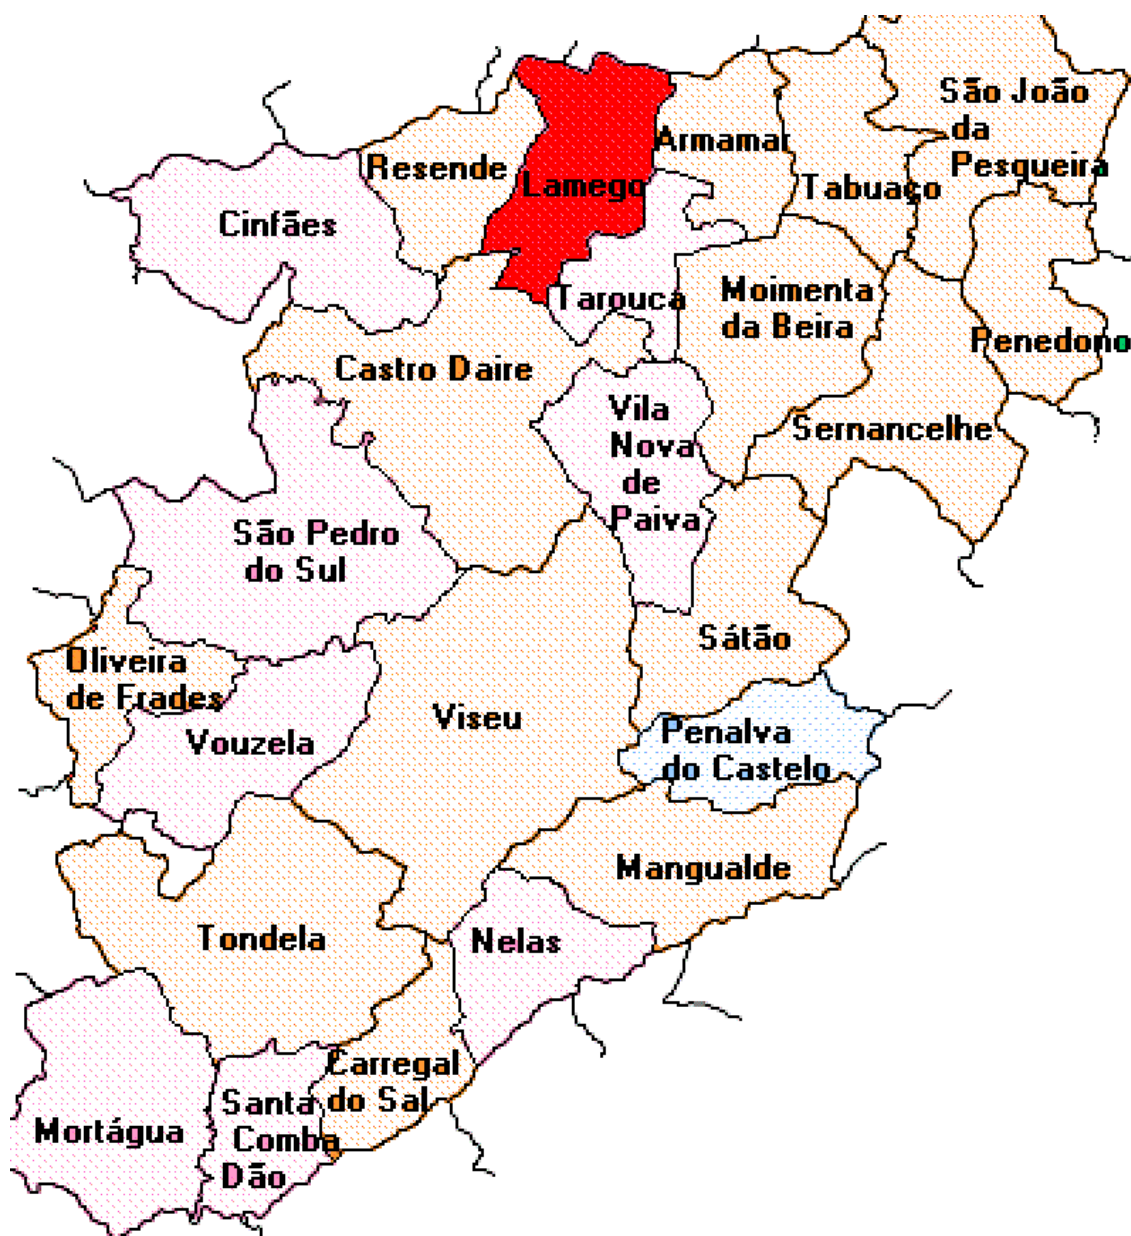 São João
da
Pesqueira
Armamar
Resende
Lamego
Tabuaço
Cinfães
Moimenta
da Beira
Tarouca
Penedono
Castro Daire
Vila
Nova
de
Paiva
Sernancelhe
São Pedro
do Sul
Sátão
Oliveira
de Frades
Viseu
Vouzela
Penalva
do Castelo
Mangualde
Tondela
Nelas
Carregal
do Sal
Santa
Comba
Dão
Mortágua